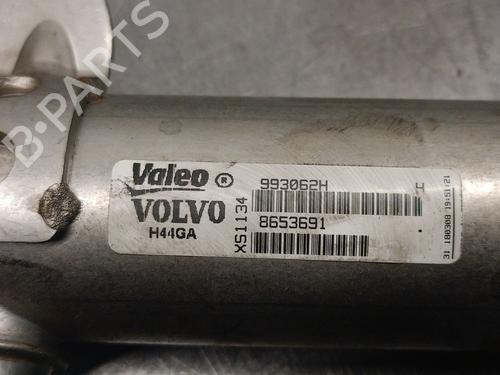 Valeo ®
993062H
H
VOLVO
XS1134
8653691
H44GA
B-PARTS